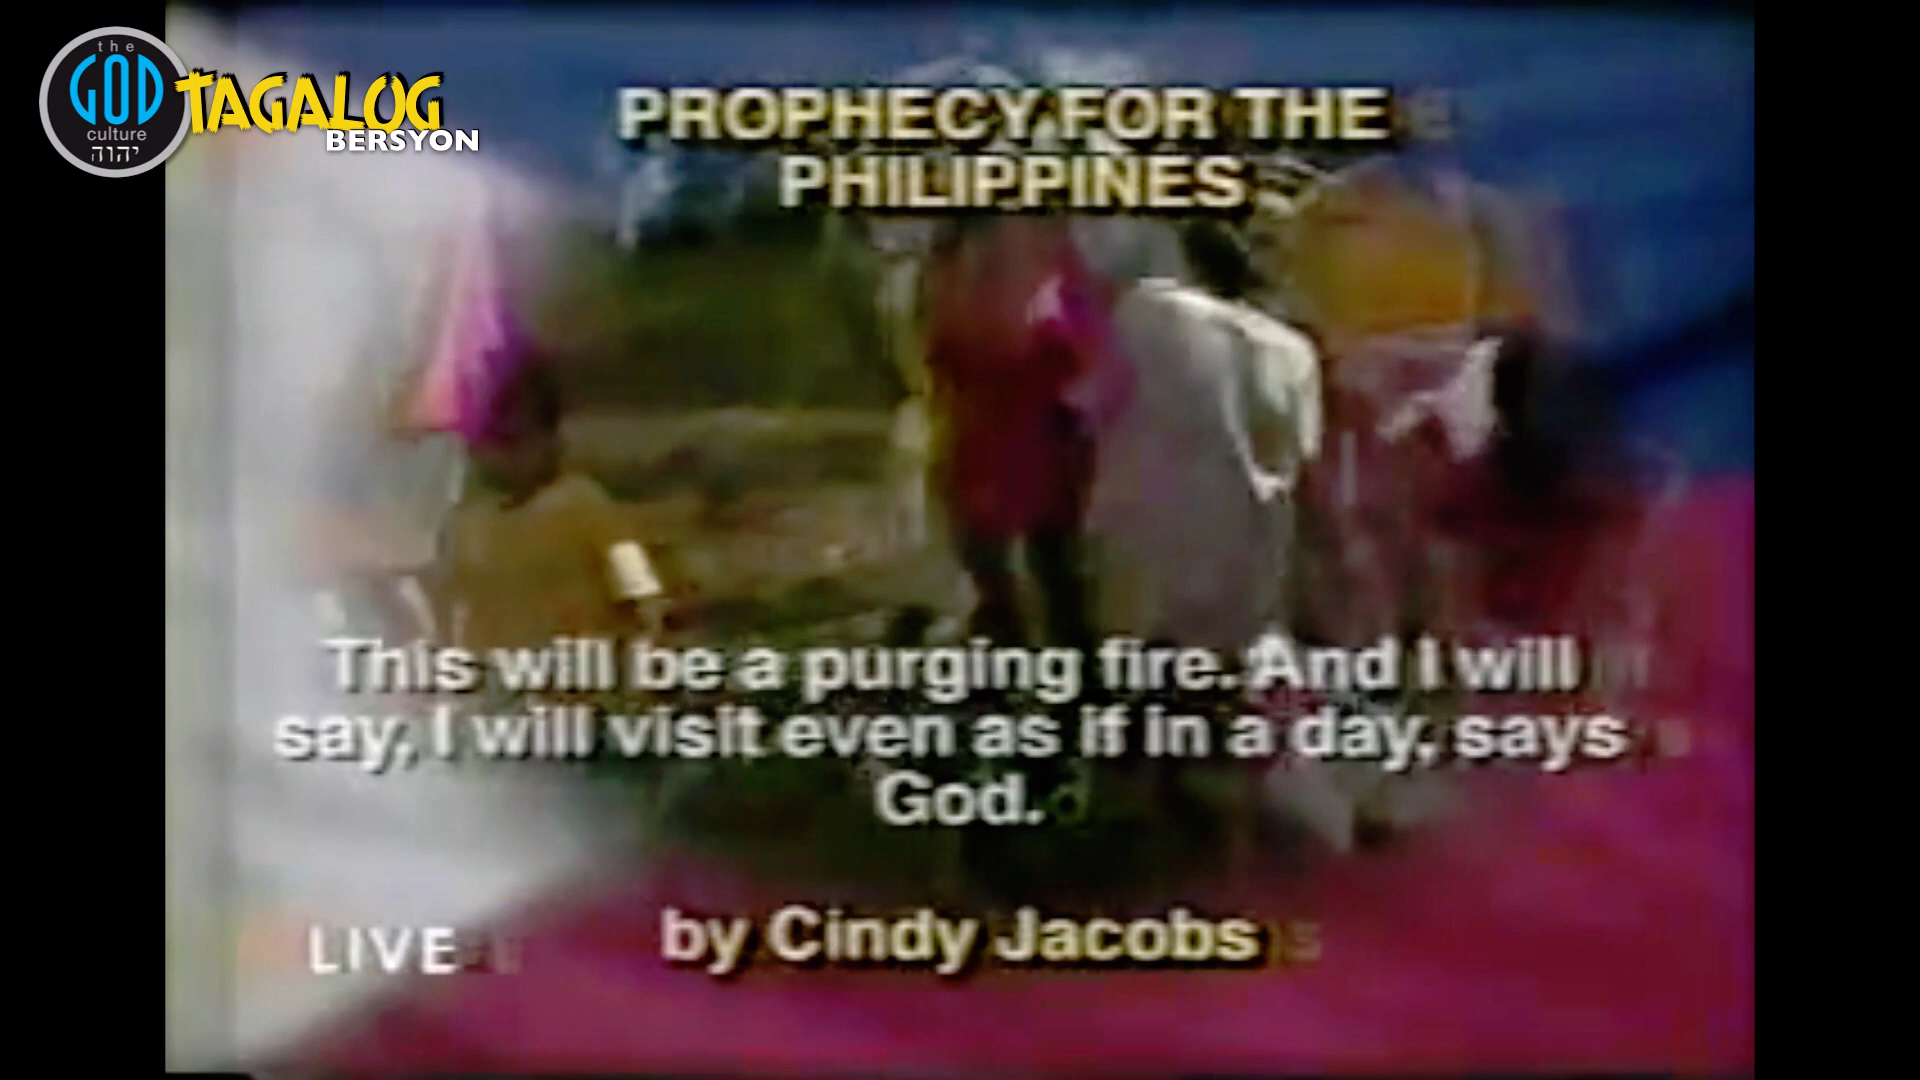 the
GOD
culture
יהוה
TAGALOG
BERSYON
PROPHECY FOR THE
PHILIPPINES
This will be a purging fire. And I will
say, I will visit even as if in a day, says
God.
by Cindy Jacobs
LIVE